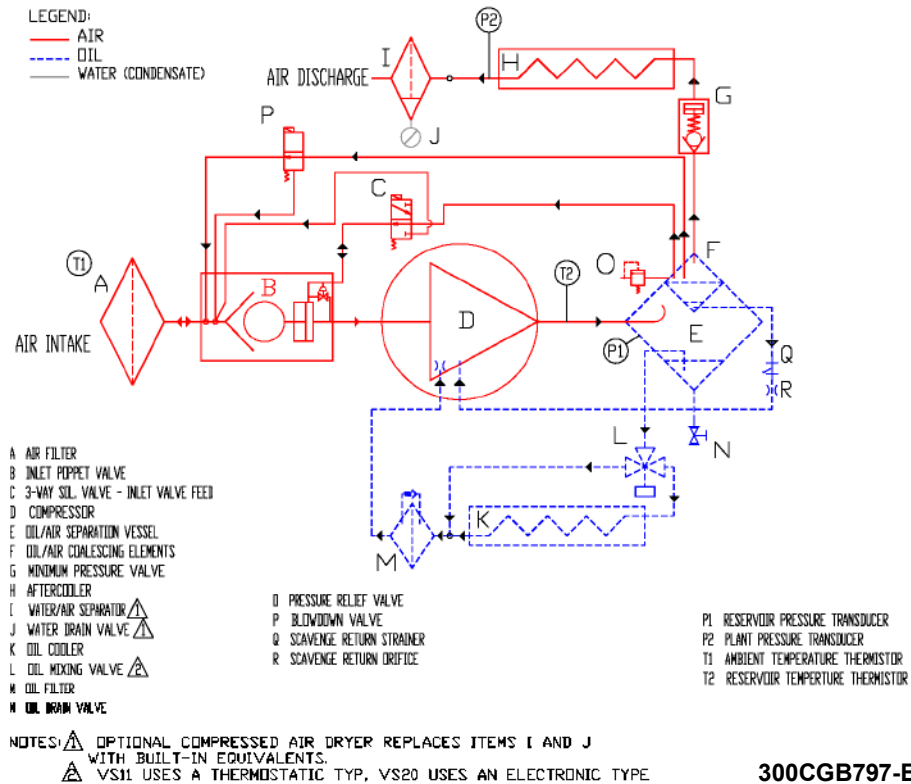 LEGEND:
AIR
OIL
WATER (CONDENSATE)
P2
I
H
AIR DISCHARGE
G
J
P
C
T1
A
B
D
T2
O
F
E
P1
AIR INTAKE
Q
R
L
N
K
M
A AIR FILTER
B INLET POPPET VALVE
C 3-WAY SOL. VALVE - INLET VALVE FEED
D COMPRESSOR
E OIL/AIR SEPARATION VESSEL
F OIL/AIR COALESCING ELEMENTS
G MINIMUM PRESSURE VALVE
H AFTERCOOLER
I WATER/AIR SEPARATOR 1
J WATER DRAIN VALVE 1
K OIL COOLER
L OIL MIXING VALVE 2
M OIL FILTER
N OIL DRAIN VALVE
O PRESSURE RELIEF VALVE
P BLOWDOWN VALVE
Q SCAVENGE RETURN STRAINER
R SCAVENGE RETURN ORIFICE
P1 RESERVOIR PRESSURE TRANSDUCER
P2 PLANT PRESSURE TRANSDUCER
T1 AMBIENT TEMPERATURE THERMISTOR
T2 RESERVOIR TEMPERTURE THERMISTOR
NOTES: 1 OPTIONAL COMPRESSED AIR DRYER REPLACES ITEMS I AND J
WITH BUILT-IN EQUIVALENTS.
2 VS11 USES A THERMOSTATIC TYP, VS20 USES AN ELECTRONIC TYPE
300CGB797-B